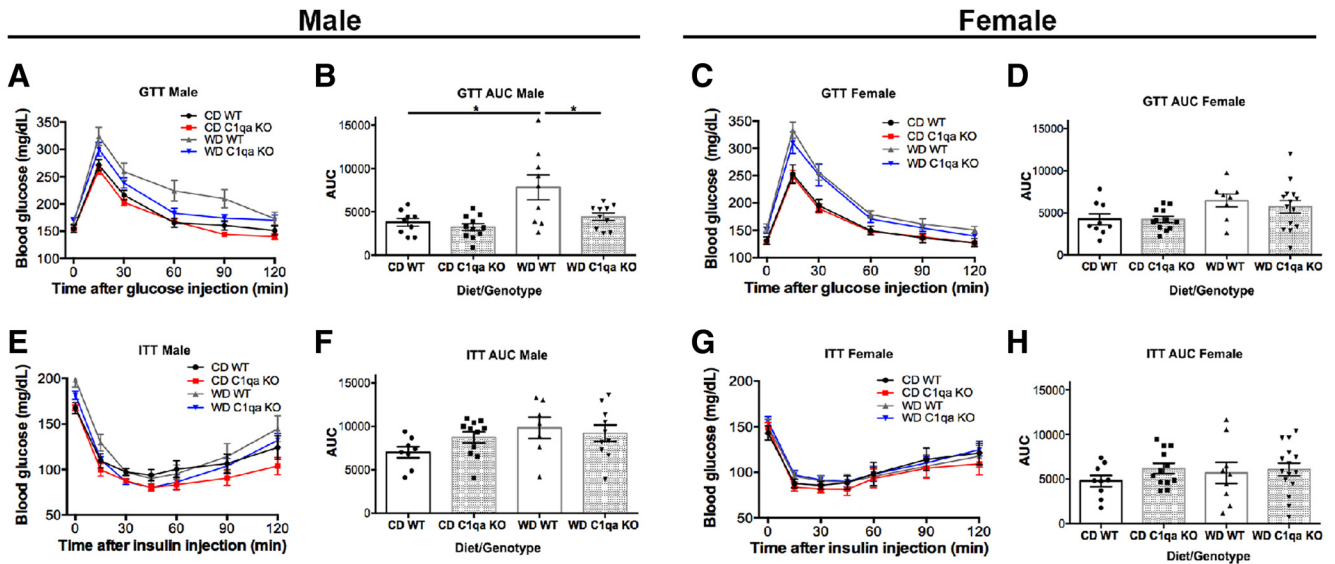 Male
Female
A
GTT Male
Blood glucose (mg/dL)
350
300
250
200
150
100
0 30 60 90 120
Time after glucose injection (min)
CD WT
CD C1qa KO
WD WT
WD C1qa KO
B
GTT AUC Male
* *
AUC
15000
10000
5000
0
CD WT CD C1qa KO WD WT WD C1qa KO
Diet/Genotype
C
GTT Female
Blood glucose (mg/dL)
350
300
250
200
150
100
0 30 60 90 120
Time after glucose injection (min)
CD WT
CD C1qa KO
WD WT
WD C1qa KO
D
GTT AUC Female
AUC
15000
10000
5000
0
CD WT CD C1qa KO WD WT WD C1qa KO
Diet/Genotype
E
ITT Male
Blood glucose (mg/dL)
200
150
100
50
0 30 60 90 120
Time after insulin injection (min)
CD WT
CD C1qa KO
WD WT
WD C1qa KO
F
ITT AUC Male
AUC
15000
10000
5000
0
CD WT CD C1qa KO WD WT WD C1qa KO
Diet/Genotype
G
ITT Female
Blood glucose (mg/dL)
200
150
100
50
0 30 60 90 120
Time after insulin injection (min)
CD WT
CD C1qa KO
WD WT
WD C1qa KO
H
ITT AUC Female
AUC
15000
10000
5000
0
CD WT CD C1qa KO WD WT WD C1qa KO
Diet/Genotype